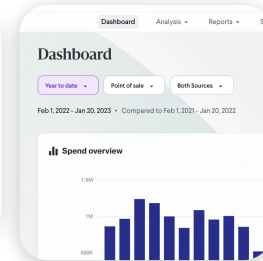 Dashboard Analysis Reports S
Dashboard
Year to date Point of sale Both Sources
Feb 1, 2022 - Jan 20, 2023 • Compared to Feb 1, 2021 - Jan 20, 2022
Spend overview
1.5M
1M
500K